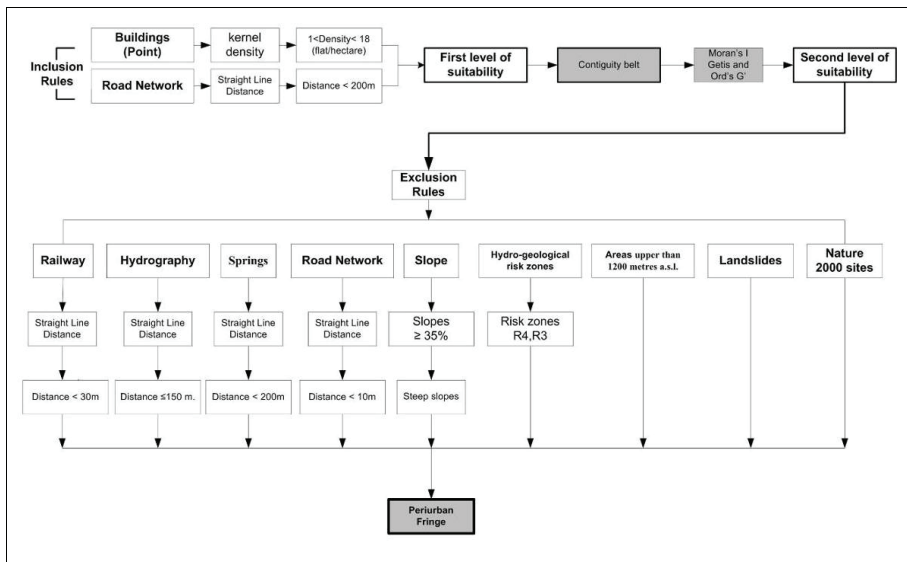 Inclusion
Rules
Buildings
(Point)
kernel
density
1<Density< 18
(flat/hectare)
Road Network
Straight Line
Distance
Distance < 200m
First level of
suitability
Contiguity belt
Moran's I
Getis and
Ord's G'
Second level of
suitability
Exclusion
Rules
Railway
Hydrography
Springs
Road Network
Slope
Hydro-geological
risk zones
Areas upper than
1200 metres a.s.l.
Landslides
Nature
2000 sites
Straight Line
Distance
Straight Line
Distance
Straight Line
Distance
Straight Line
Distance
Slopes
≥ 35%
Risk zones
R4,R3
Distance < 30m
Distance ≤150 m.
Distance < 200m
Distance < 10m
Steep slopes
Periurban
Fringe